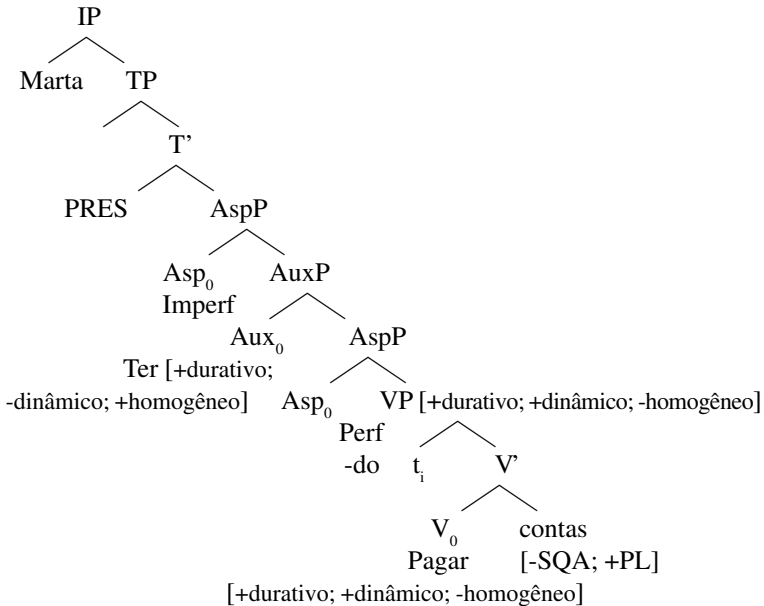 IP
Marta TP
T’
PRES AspP
Asp₀ AuxP
Imperf
Aux₀ AspP
Ter [+durativo;
-dinâmico; +homogêneo] Asp₀ VP [+durativo; +dinâmico; -homogêneo]
Perf
-do tᵢ V’
V₀ contas
Pagar [-SQA; +PL]
[+durativo; +dinâmico; -homogêneo]